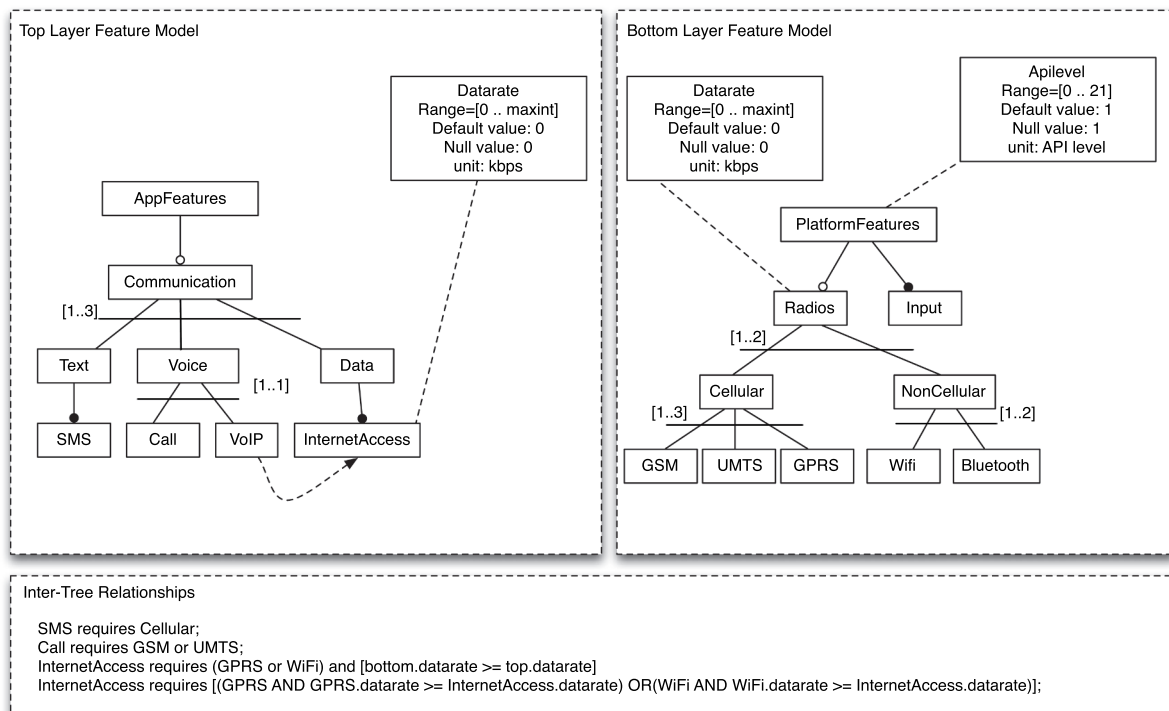 Top Layer Feature Model
Datarate
Range=[0 .. maxint]
Default value: 0
Null value: 0
unit: kbps
AppFeatures
Communication
[1..3]
Text
Voice
Data
[1..1]
SMS
Call
VoIP
InternetAccess
Bottom Layer Feature Model
Datarate
Range=[0 .. maxint]
Default value: 0
Null value: 0
unit: kbps
Apilevel
Range=[0 .. 21]
Default value: 1
Null value: 1
unit: API level
PlatformFeatures
Radios
Input
[1..2]
Cellular
NonCellular
[1..3]
[1..2]
GSM
UMTS
GPRS
Wifi
Bluetooth
Inter-Tree Relationships
SMS requires Cellular;
Call requires GSM or UMTS;
InternetAccess requires (GPRS or WiFi) and [bottom.datarate >= top.datarate]
InternetAccess requires [(GPRS AND GPRS.datarate >= InternetAccess.datarate) OR(WiFi AND WiFi.datarate >= InternetAccess.datarate)];